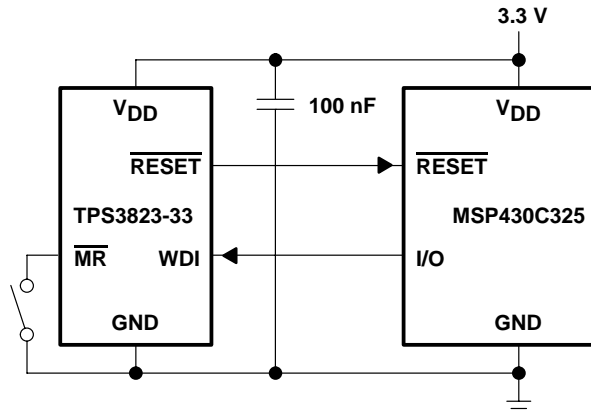 3.3 V
VDD
100 nF
VDD
RESET
RESET
TPS3823-33
MSP430C325
MR
WDI
I/O
GND
GND